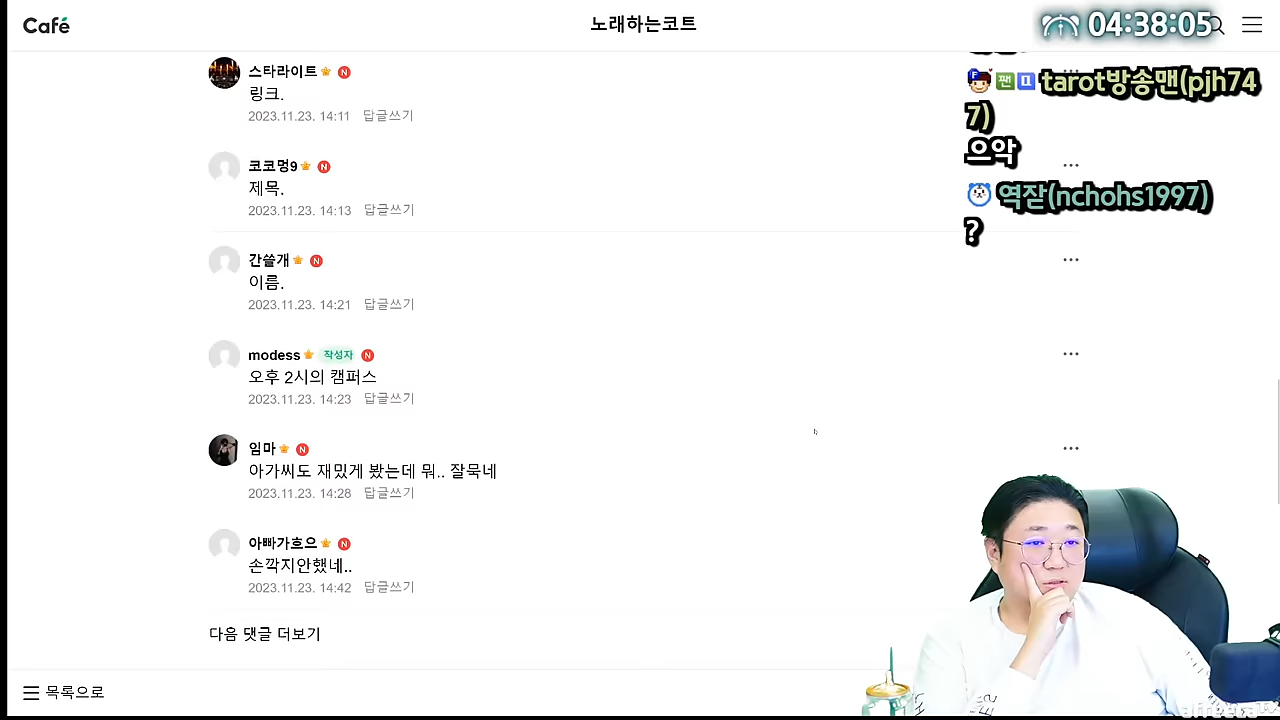 Café
노래하는코트
04:38:05
스타라이트 N
링크.
2023.11.23. 14:11 답글쓰기
코코멍9 N
제목.
2023.11.23. 14:13 답글쓰기
간쓸개 N
이름.
2023.11.23. 14:21 답글쓰기
modess 작성자 N
오후 2시의 캠퍼스
2023.11.23. 14:23 답글쓰기
임마 N
아가씨도 재밌게 봤는데 뭐.. 잘묵네
2023.11.23. 14:28 답글쓰기
아빠가흐으 N
손깍지안했네..
2023.11.23. 14:42 답글쓰기
다음 댓글 더보기
목록으로
F 팬 tarot방송맨(pjh74
7)
으악
역잗(nchohs1997)
?
afreecaTV